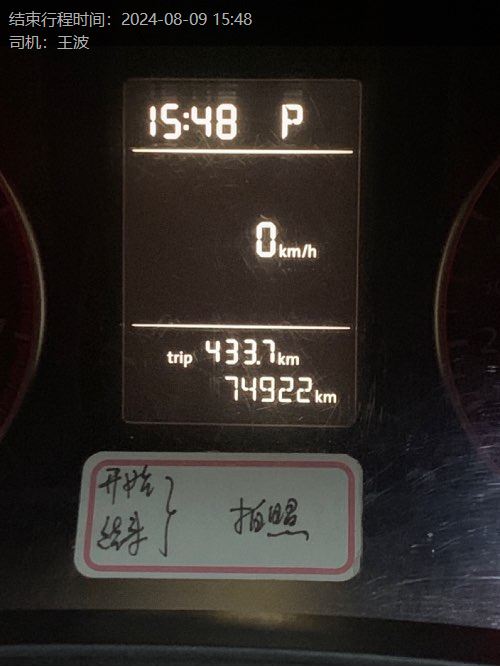 结束行程时间：2024-08-09 15:48
司机：王波
15:48 P
0 km/h
trip 433.7 km
74922 km
开始
结束 } 拍照